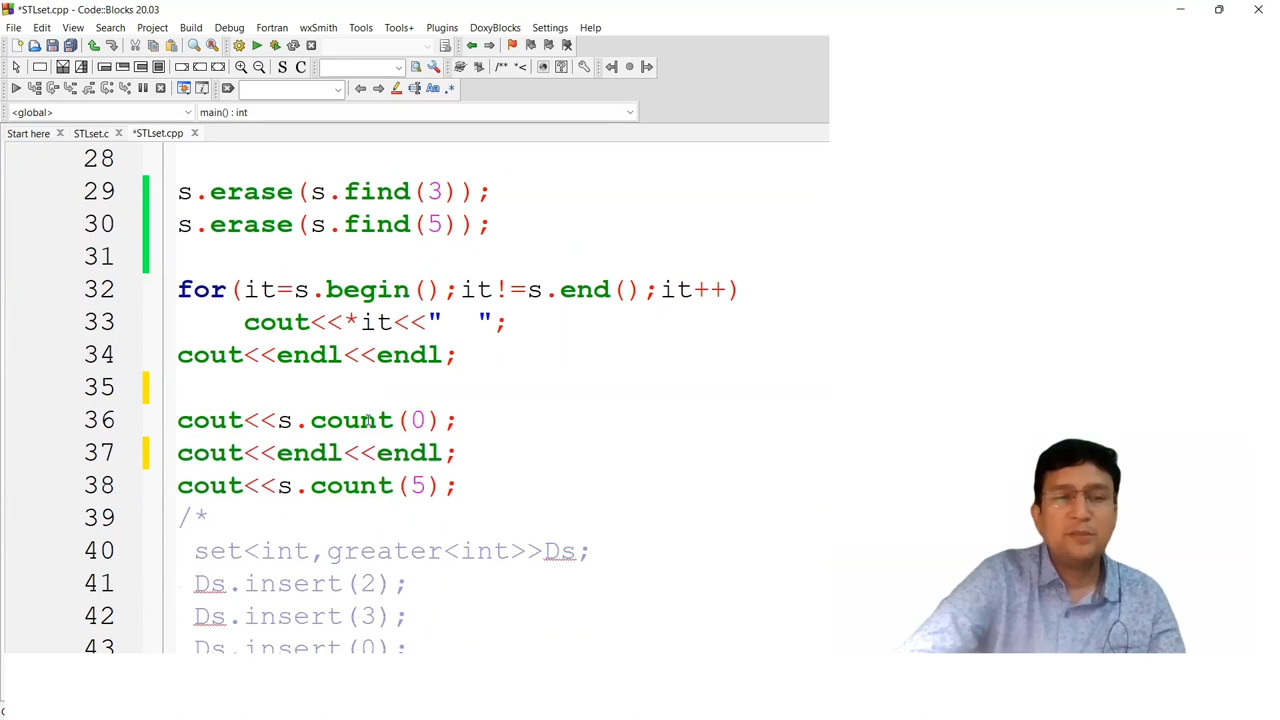 *STLset.cpp - Code::Blocks 20.03
File Edit View Search Project Build Debug Fortran wxSmith Tools Tools+ Plugins DoxyBlocks Settings Help
S C /** *<
Aa .*
<global> main() : int
Start here STLset.c *STLset.cpp
28
29 s.erase(s.find(3));
30 s.erase(s.find(5));
31
32 for(it=s.begin();it!=s.end();it++)
33 cout<<*it<<"  ";
34 cout<<endl<<endl;
35
36 cout<<s.count(0);
37 cout<<endl<<endl;
38 cout<<s.count(5);
39 /*
40 set<int,greater<int>>Ds;
41 Ds.insert(2);
42 Ds.insert(3);
43 Ds.insert(0);